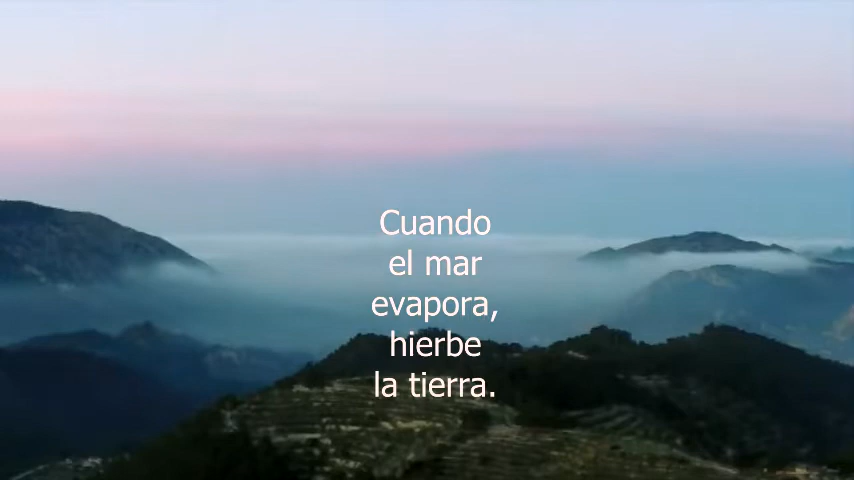 Cuando
el mar
evapora,
hierbe
la tierra.